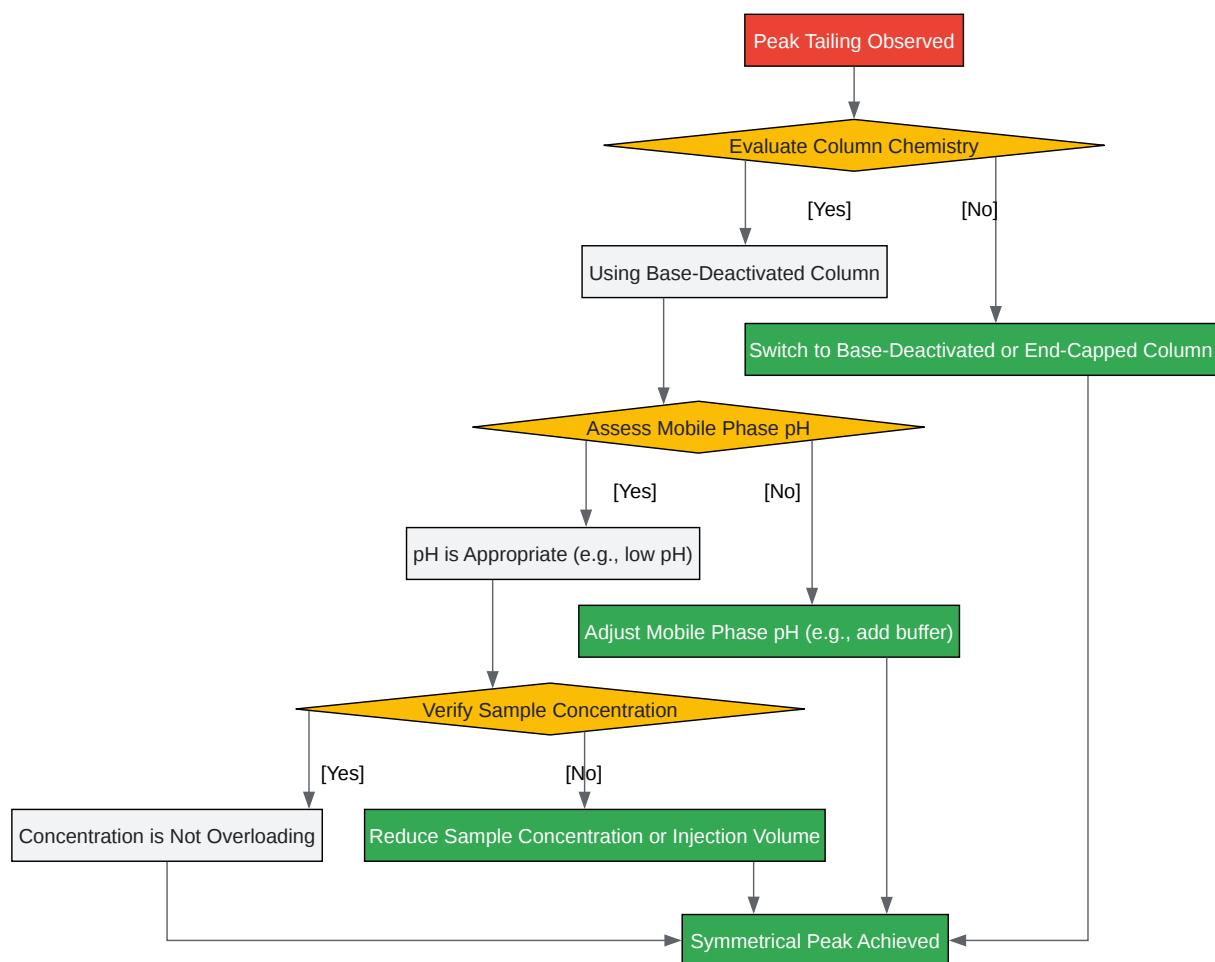 Peak Tailing Observed
Evaluate Column Chemistry
[Yes]
[No]
Using Base-Deactivated Column
Switch to Base-Deactivated or End-Capped Column
Assess Mobile Phase pH
[Yes]
[No]
pH is Appropriate (e.g., low pH)
Adjust Mobile Phase pH (e.g., add buffer)
Verify Sample Concentration
[Yes]
[No]
Concentration is Not Overloading
Reduce Sample Concentration or Injection Volume
Symmetrical Peak Achieved